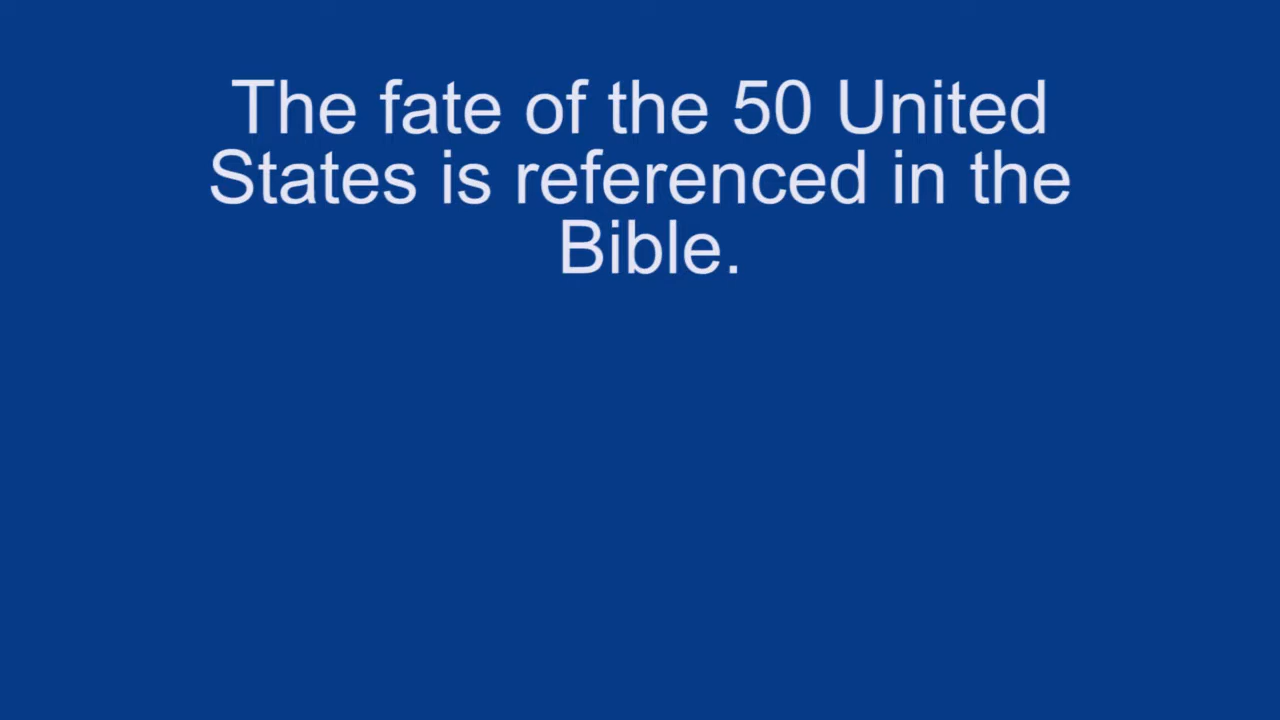 The fate of the 50 United
States is referenced in the
Bible.